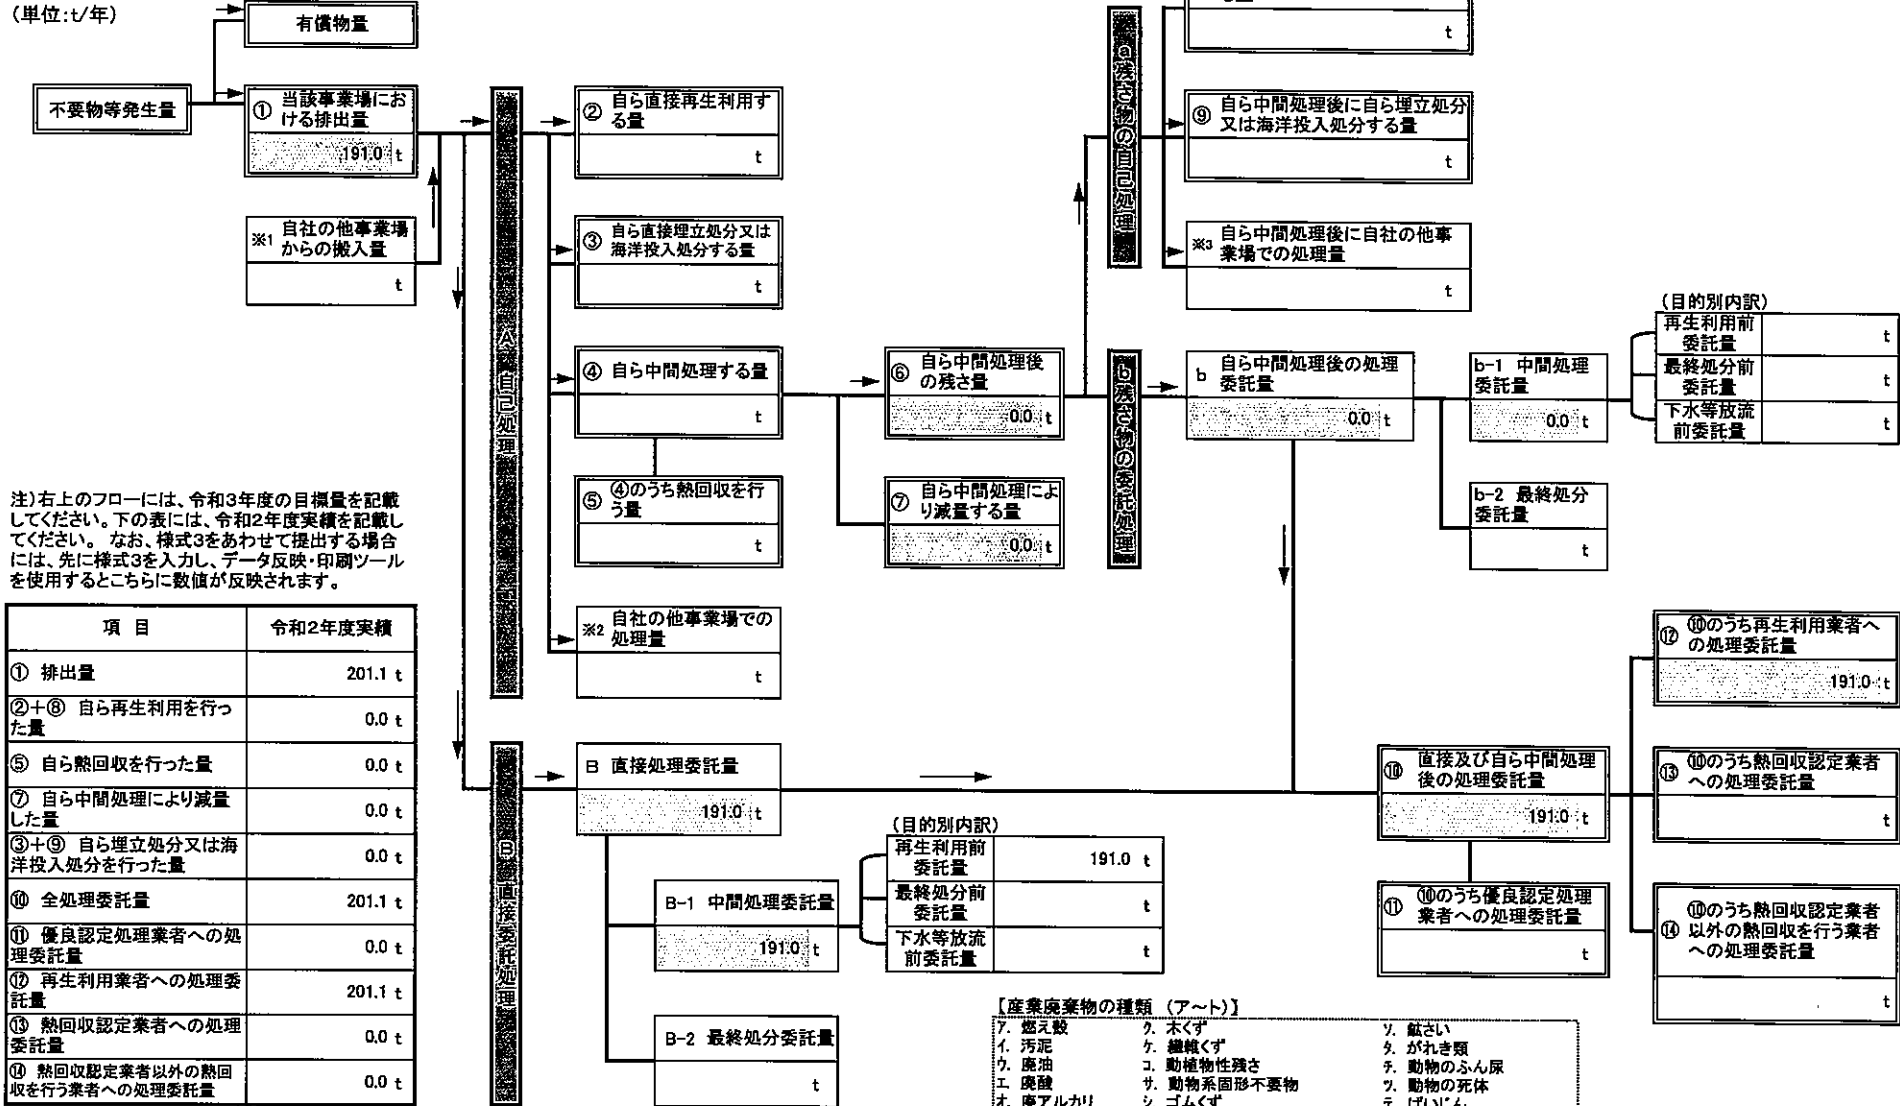 (単位:t/年)
有償物量
不要物等発生量
① 当該事業場にお
ける排出量
191.0 t
※1 自社の他事業場
からの搬入量
t
A 自己処理
② 自ら直接再生利用す
る量
t
③ 自ら直接埋立処分又は
海洋投入処分する量
t
④ 自ら中間処理する量
t
⑤ ④のうち熱回収を行
う量
t
※2 自社の他事業場での
処理量
t
⑥ 自ら中間処理後
の残さ量
0.0 t
⑦ 自ら中間処理によ
り減量する量
0.0 t
a 残さ物の自己処理
t
⑨ 自ら中間処理後に自ら埋立処分
又は海洋投入処分する量
t
※3 自ら中間処理後に自社の他事
業場での処理量
t
b 残さ物の委託処理
b 自ら中間処理後の処理
委託量
0.0 t
b-1 中間処理
委託量
0.0 t
(目的別内訳)
再生利用前
委託量
t
最終処分前
委託量
t
下水等放流
前委託量
t
b-2 最終処分
委託量
t
注)右上のフローには、令和3年度の目標量を記載
してください。下の表には、令和2年度実績を記載し
てください。 なお、様式3をあわせて提出する場合
には、先に様式3を入力し、データ反映・印刷ツール
を使用するとこちらに数値が反映されます。
項 目 令和2年度実績
① 排出量 201.1 t
②+⑧ 自ら再生利用を行っ
た量 0.0 t
⑤ 自ら熱回収を行った量 0.0 t
⑦ 自ら中間処理により減量
した量 0.0 t
③+⑨ 自ら埋立処分又は海
洋投入処分を行った量 0.0 t
⑩ 全処理委託量 201.1 t
⑪ 優良認定処理業者への処
理委託量 0.0 t
⑫ 再生利用業者への処理委
託量 201.1 t
⑬ 熱回収認定業者への処理
委託量 0.0 t
⑭ 熱回収認定業者以外の熱回
収を行う業者への処理委託量 0.0 t
B 直接委託処理
B 直接処理委託量
191.0 t
B-1 中間処理委託量
191.0 t
(目的別内訳)
再生利用前
委託量
191.0 t
最終処分前
委託量
t
下水等放流
前委託量
t
B-2 最終処分委託量
t
⑩ 直接及び自ら中間処理
後の処理委託量
191.0 t
⑪ ⑩のうち優良認定処理
業者への処理委託量
t
⑫ ⑩のうち再生利用業者へ
の処理委託量
191.0 t
⑬ ⑩のうち熱回収認定業者
への処理委託量
t
⑭ ⑩のうち熱回収認定業者
以外の熱回収を行う業者
への処理委託量
t
【産業廃棄物の種類 (ア~ト)】
ア. 燃え殻 ク. 木くず ソ. 鉱さい
イ. 汚泥 ケ. 繊維くず タ. がれき類
ウ. 廃油 コ. 動植物性残さ チ. 動物のふん尿
エ. 廃酸 サ. 動物系固形不要物 ツ. 動物の死体
オ. 廃アルカリ シ. ゴムくず テ. ばいじん